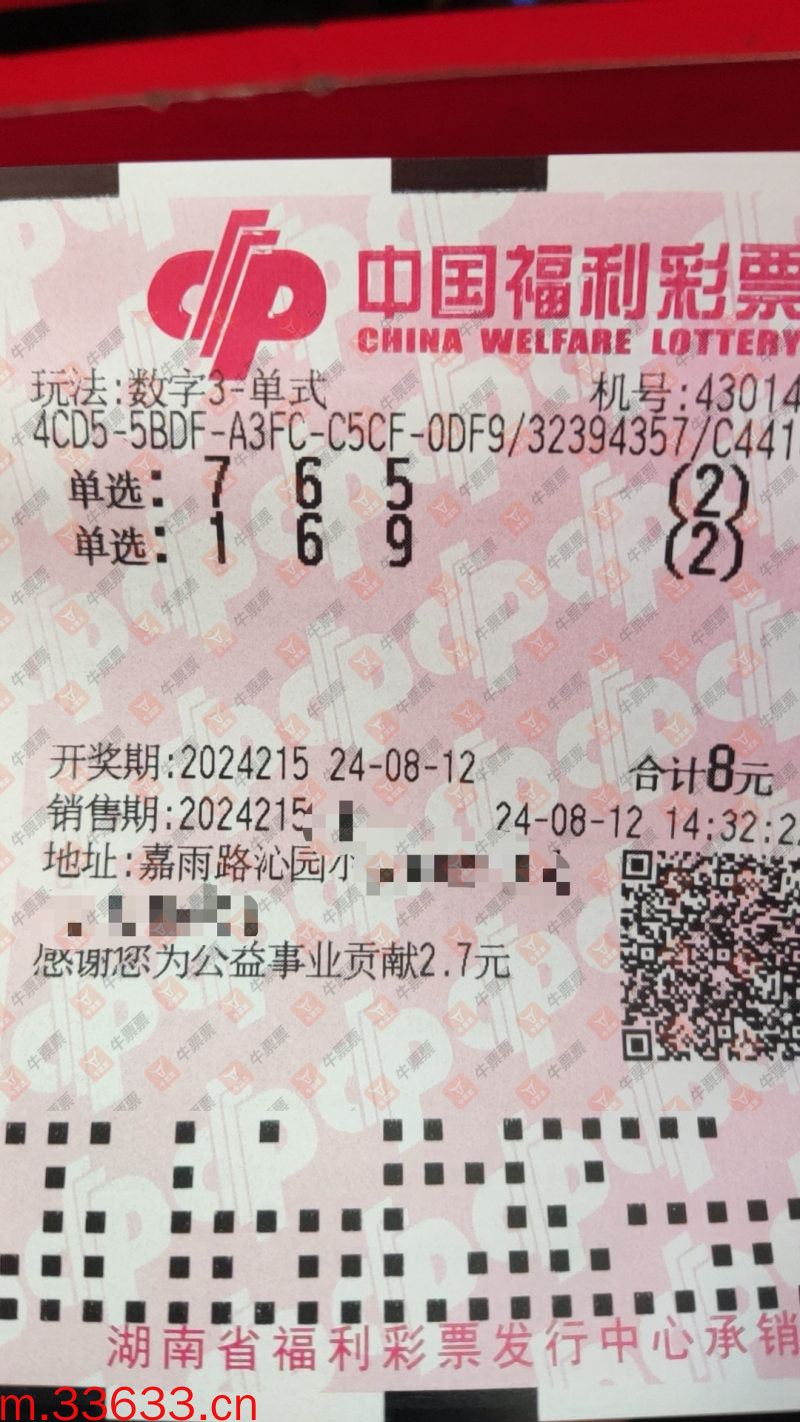 中国福利彩票
CHINA WELFARE LOTTERY
玩法:数字3-单式 机号:43014
4CD5-5BDF-A3FC-C5CF-0DF9/32394357/C441
单选: 7 6 5 (2)
单选: 1 6 9 (2)
开奖期:2024215 24-08-12 合计8元
销售期:2024215 24-08-12 14:32:2
地址:嘉雨路沁园小
感谢您为公益事业贡献2.7元
湖南省福利彩票发行中心承销
m.33633.cn
牛票票